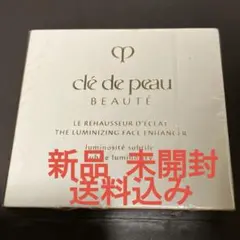 clé de peau
BEAUTÉ
LE REHAUSSEUR D'ÉCLAT
THE LUMINIZING FACE ENHANCER
luminosité subtile
新品 未開封
送料込み